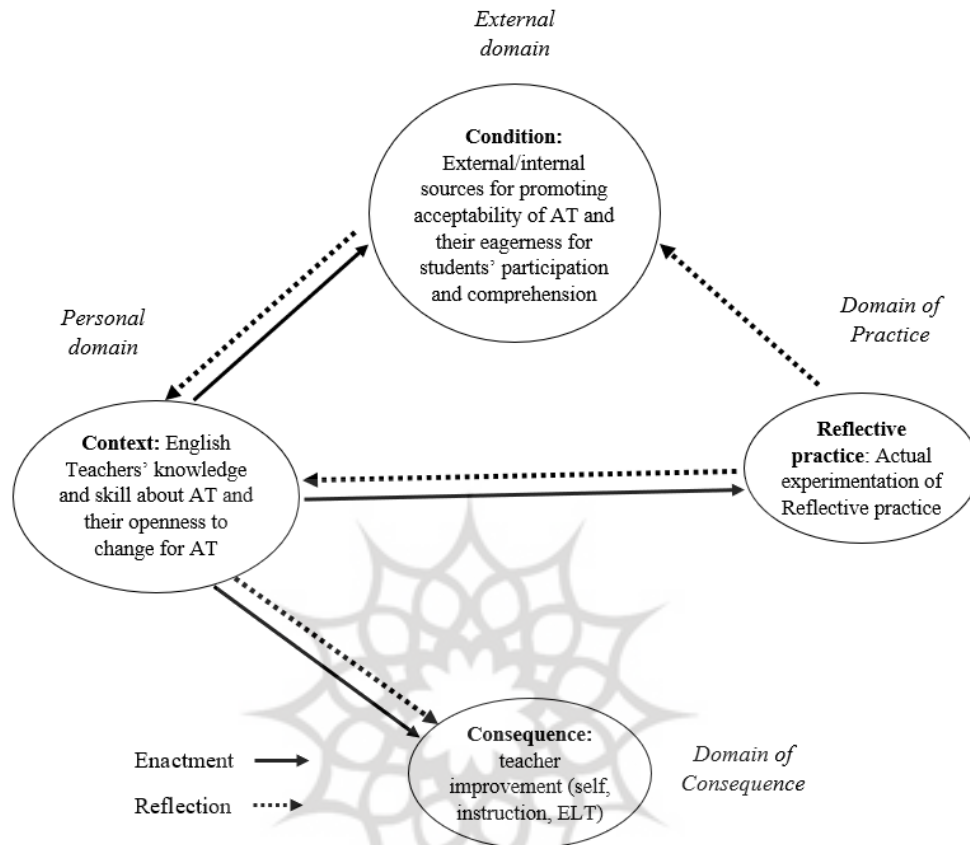 External
domain
Condition:
External/internal
sources for promoting
acceptability of AT and
their eagerness for
students' participation
and comprehension
Personal
domain
Domain of
Practice
Context: English
Teachers' knowledge
and skill about AT and
their openness to
change for AT
Reflective
practice: Actual
experimentation of
Reflective practice
Consequence:
teacher
improvement (self,
instruction, ELT)
Domain of
Consequence
Enactment
Reflection